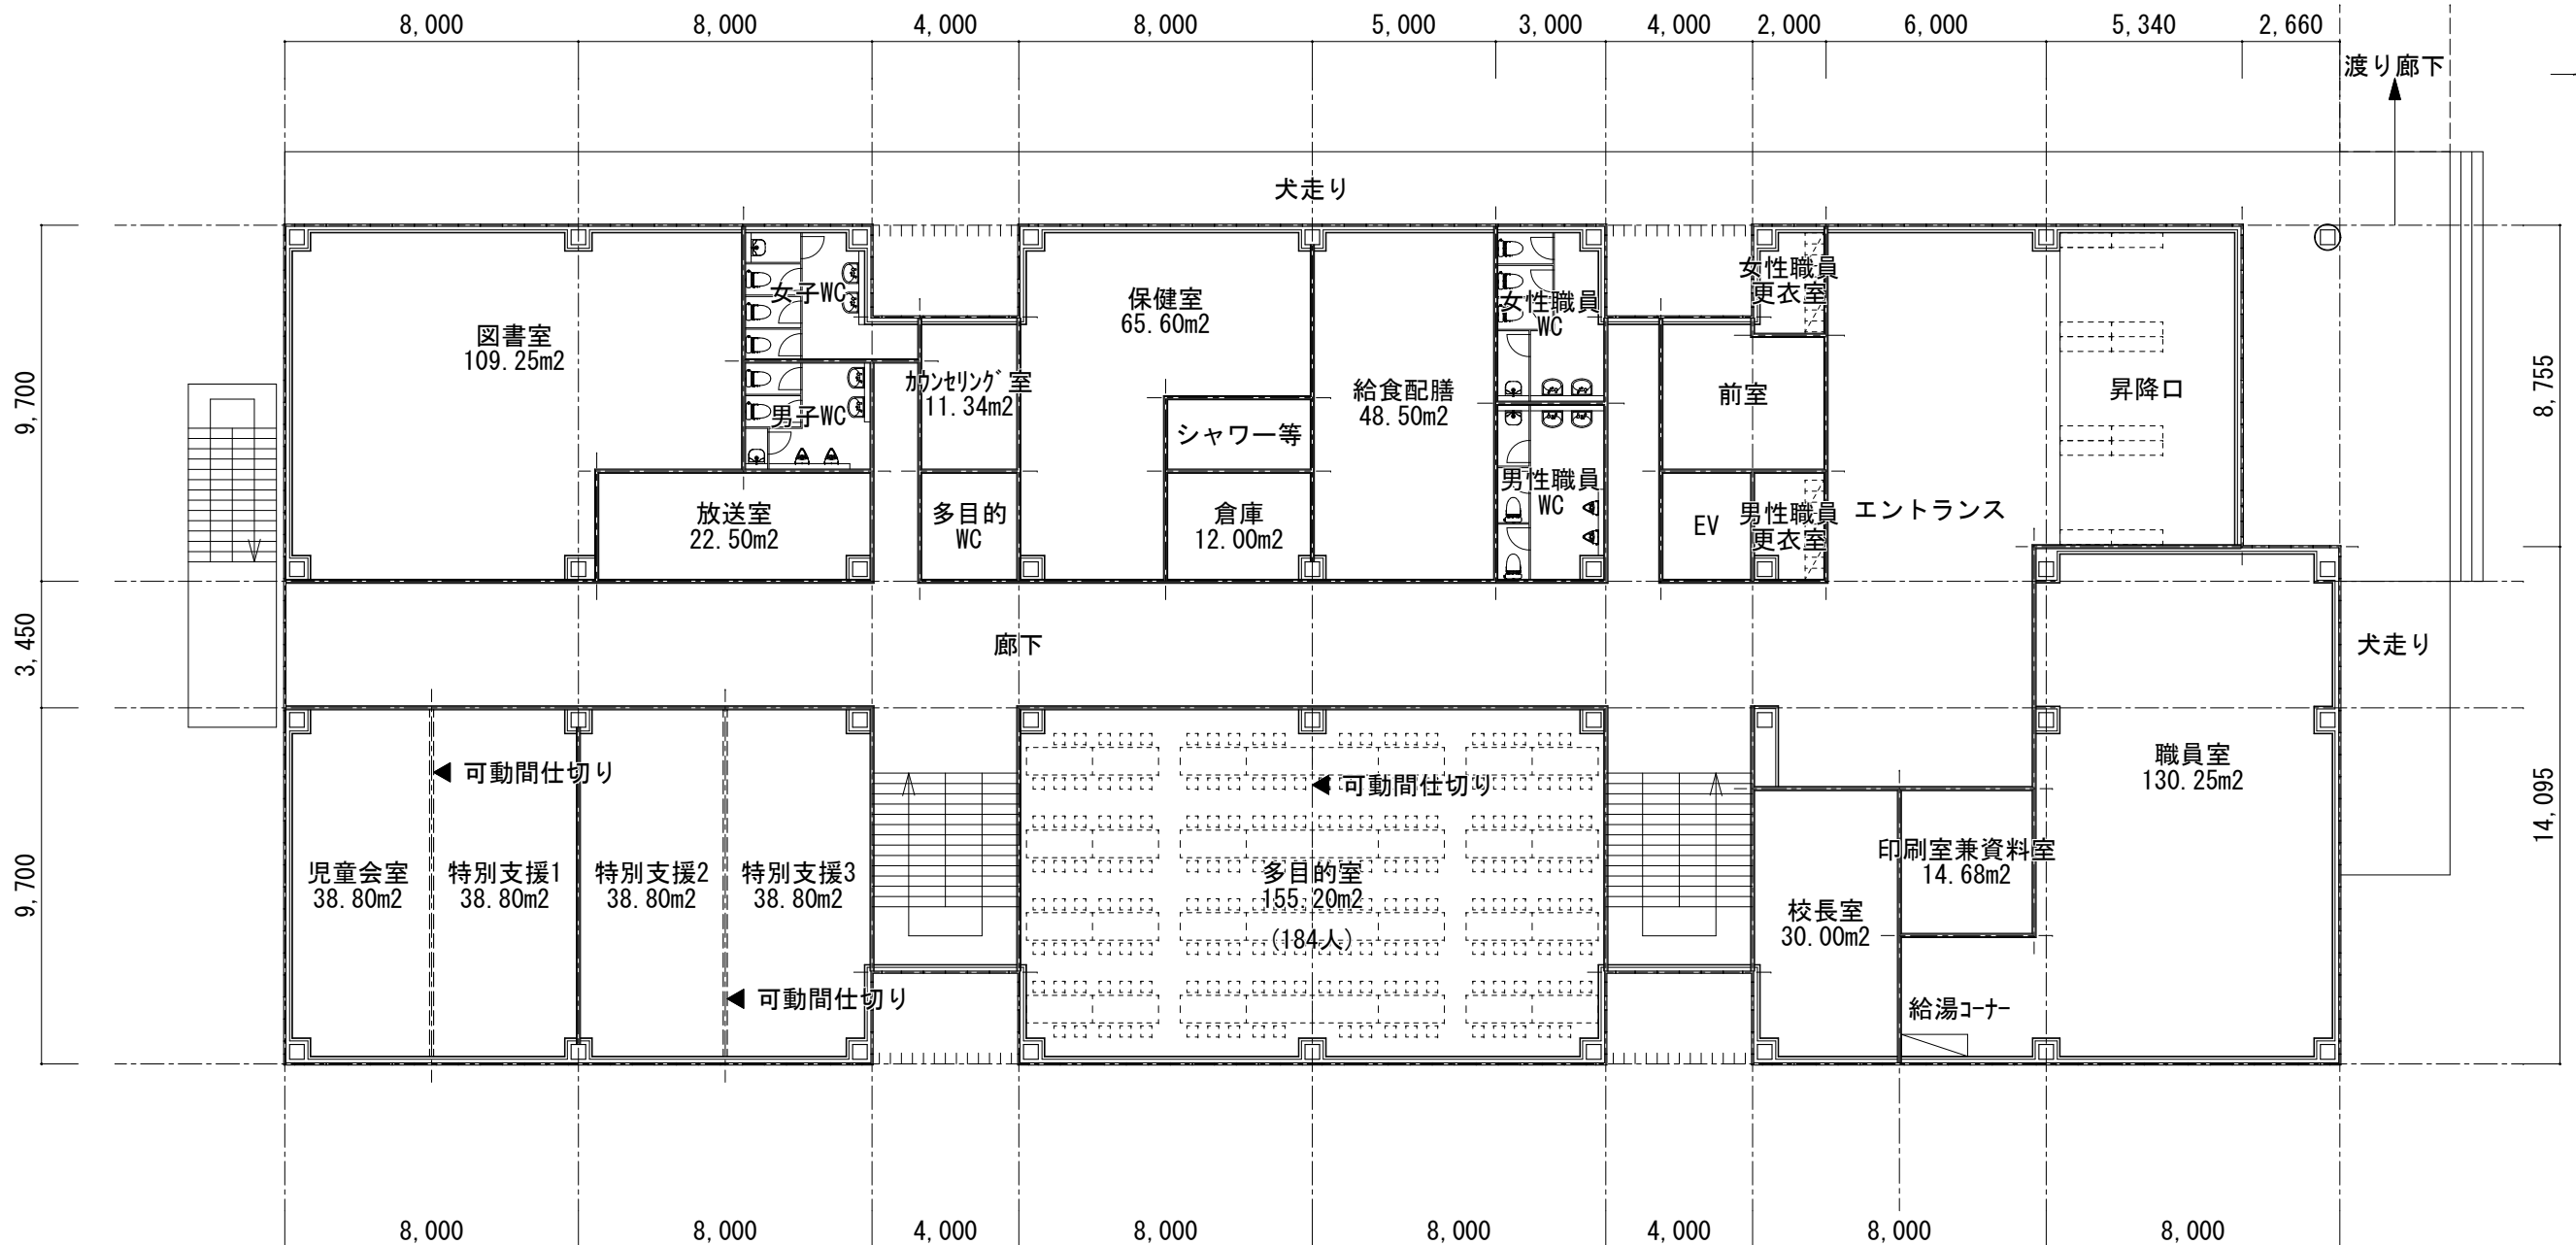 8,000 8,000 4,000 8,000 5,000 3,000 4,000 2,000 6,000 5,340 2,660
渡り廊下
犬走り
図書室
109.25m2
女子WC
男子WC
放送室
22.50m2
カウンセリング室
11.34m2
多目的
WC
保健室
65.60m2
シャワー等
倉庫
12.00m2
給食配膳
48.50m2
女性職員
WC
男性職員
WC
女性職員
更衣室
前室
EV
男性職員
更衣室
エントランス
昇降口
9,700
3,450
9,700
8,755
14,095
廊下
犬走り
可動間仕切り
児童会室
38.80m2
特別支援1
38.80m2
特別支援2
38.80m2
特別支援3
38.80m2
可動間仕切り
可動間仕切り
多目的室
155.20m2
(184人)
校長室
30.00m2
印刷室兼資料室
14.68m2
給湯コーナー
職員室
130.25m2
8,000 8,000 4,000 8,000 8,000 4,000 8,000 8,000